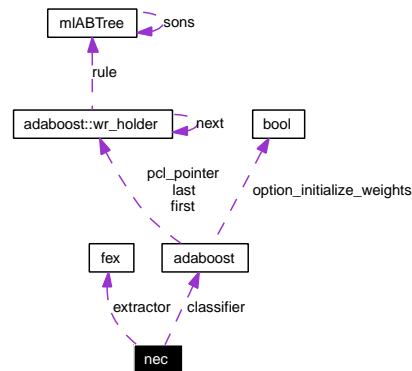 mlABTree
sons
rule
adaboost::wr_holder
next
bool
pcl_pointer
last
first
option_initialize_weights
fex
adaboost
extractor
classifier
nec